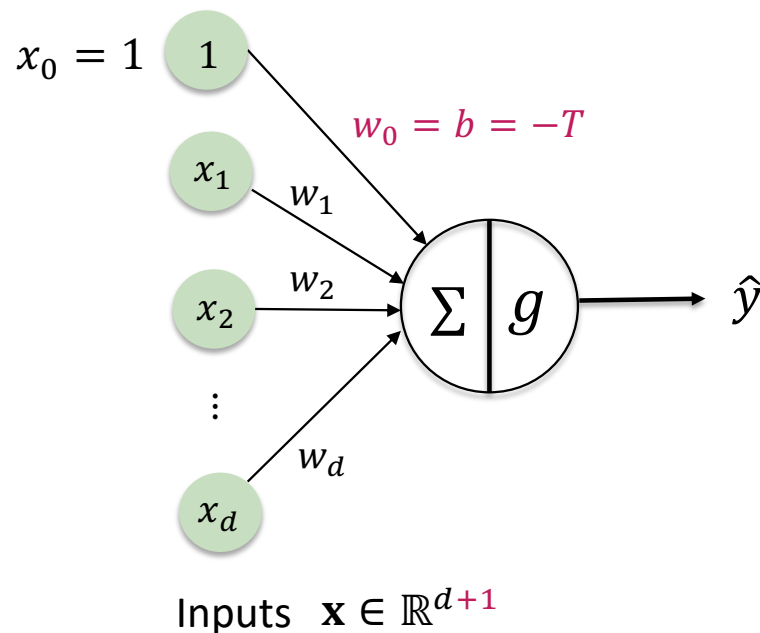 x₀ = 1 1
w₀ = b = −T
x₁ w₁
x₂ w₂
Σ g ŷ
⋮
w_d
x_d
Inputs 𝐱 ∈ ℝ^{d+1}